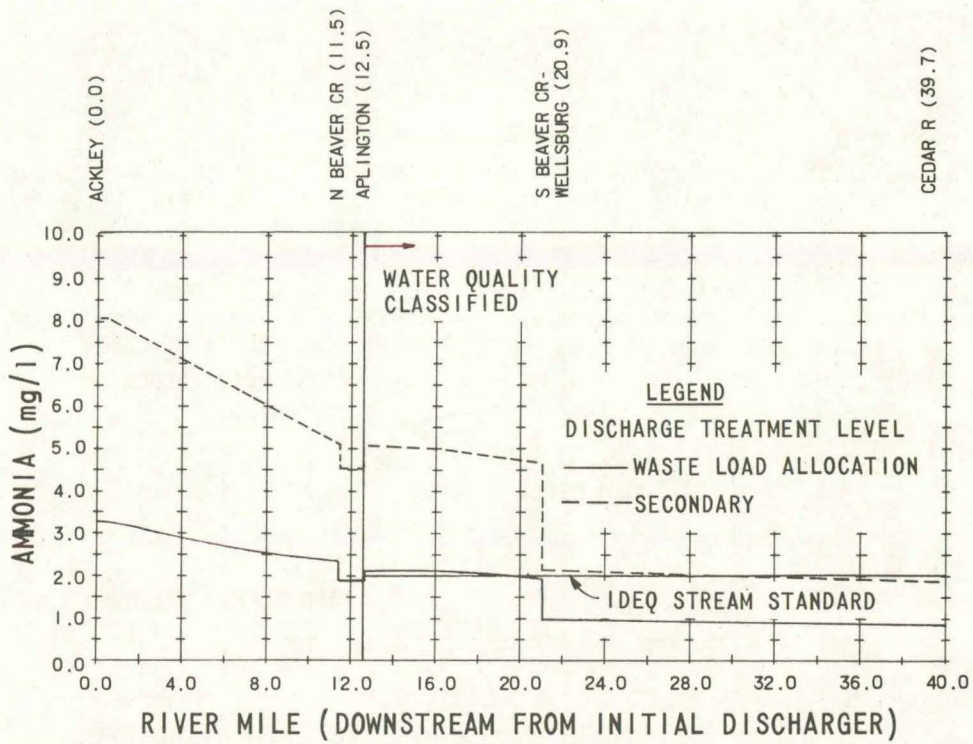 ACKLEY (0.0)
N BEAVER CR (11.5)
APLINGTON (12.5)
S BEAVER CR-
WELLSBURG (20.9)
CEDAR R (39.7)
10.0
9.0
8.0
7.0
6.0
5.0
4.0
3.0
2.0
1.0
0.0
AMMONIA (mg/l)
WATER QUALITY
CLASSIFIED
LEGEND
DISCHARGE TREATMENT LEVEL
WASTE LOAD ALLOCATION
SECONDARY
IDEQ STREAM STANDARD
0.0 4.0 8.0 12.0 16.0 20.0 24.0 28.0 32.0 36.0 40.0
RIVER MILE (DOWNSTREAM FROM INITIAL DISCHARGER)